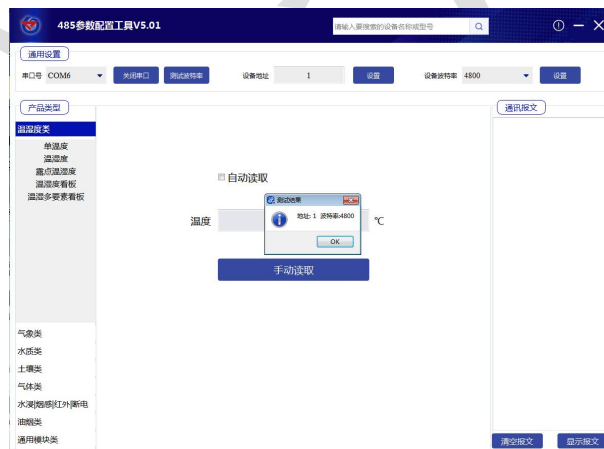 485参数配置工具V5.01
请输入要搜索的设备名称或型号
通用设置
串口号 COM6 关闭串口 测试波特率 设备地址 1 设置 设备波特率 4800 设置
产品类型
通讯报文
温湿度类
单温度
温湿度
露点温湿度
温湿度看板
温湿多要素看板
自动读取
测试结果
地址: 1 波特率:4800
OK
温度
℃
手动读取
气象类
水质类
土壤类
气体类
水浸|烟感|红外|断电
油烟类
通用模块类
清空报文 显示报文